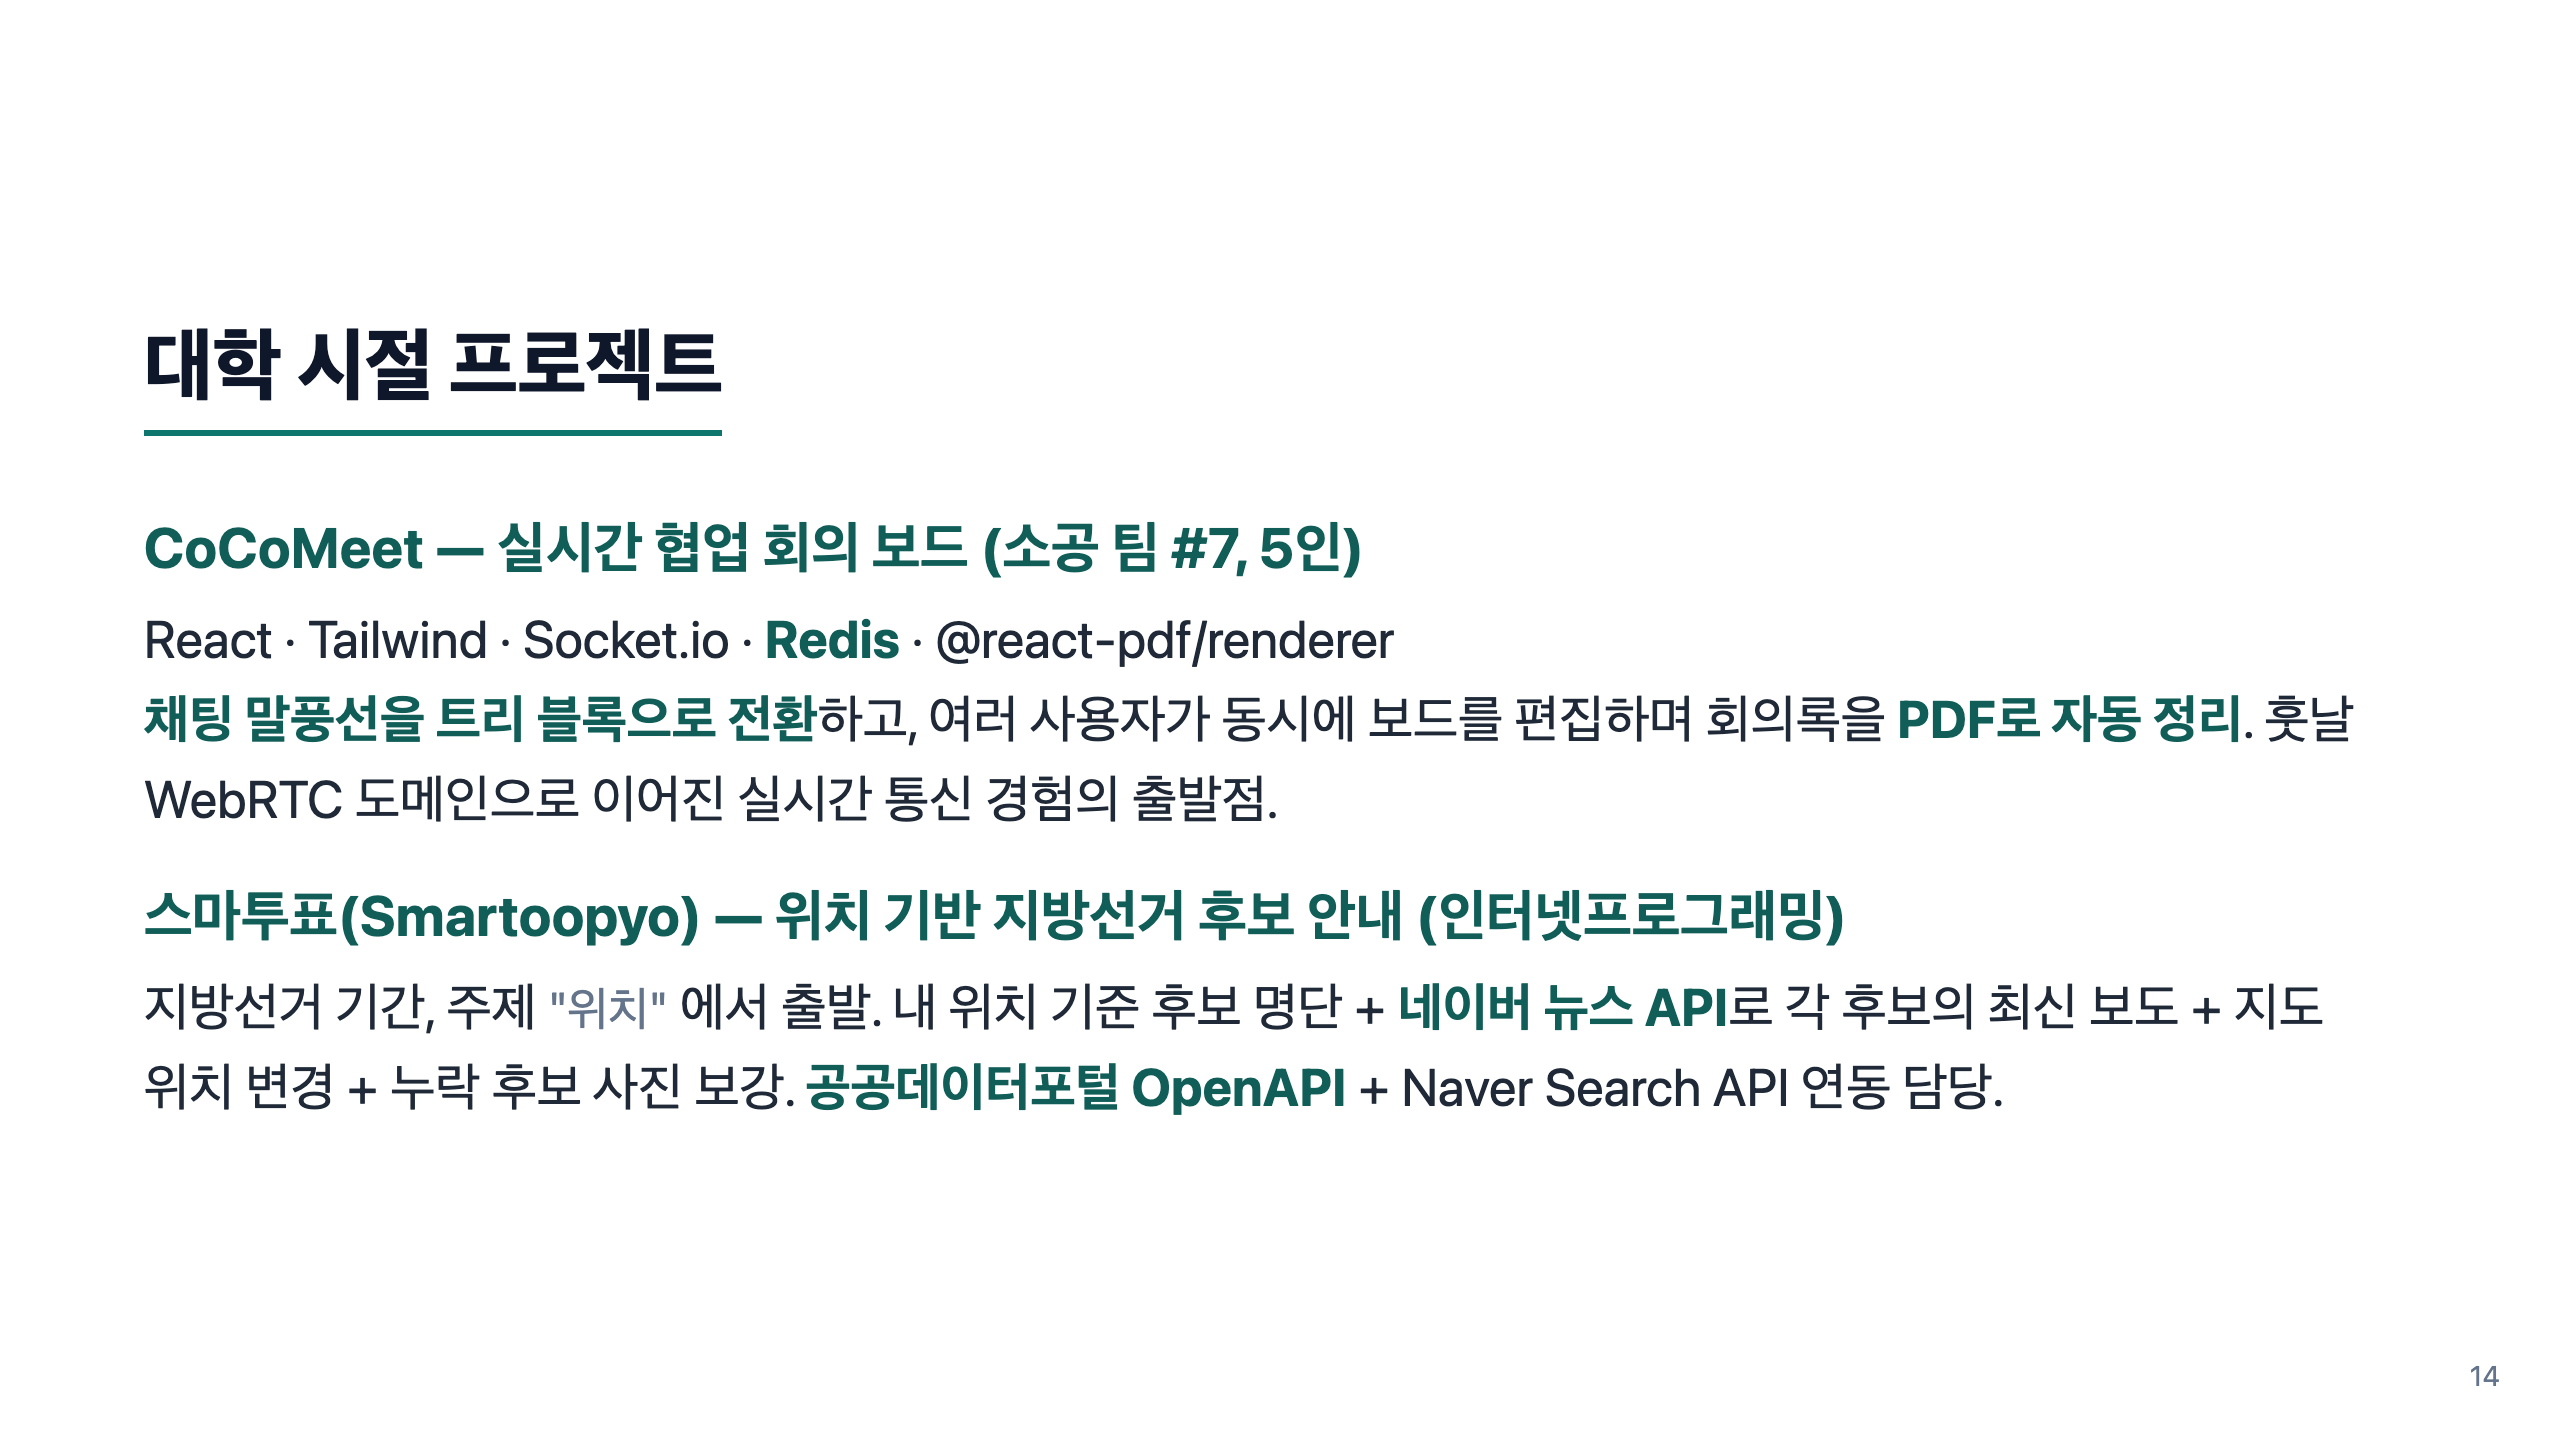 대학 시절 프로젝트
CoCoMeet — 실시간 협업 회의 보드 (소공 팀 #7, 5인)
React · Tailwind · Socket.io · Redis · @react-pdf/renderer
채팅 말풍선을 트리 블록으로 전환하고, 여러 사용자가 동시에 보드를 편집하며 회의록을 PDF로 자동 정리. 훗날
WebRTC 도메인으로 이어진 실시간 통신 경험의 출발점.
스마투표(Smartoopyo) — 위치 기반 지방선거 후보 안내 (인터넷프로그래밍)
지방선거 기간, 주제 "위치" 에서 출발. 내 위치 기준 후보 명단 + 네이버 뉴스 API로 각 후보의 최신 보도 + 지도
위치 변경 + 누락 후보 사진 보강. 공공데이터포털 OpenAPI + Naver Search API 연동 담당.
14